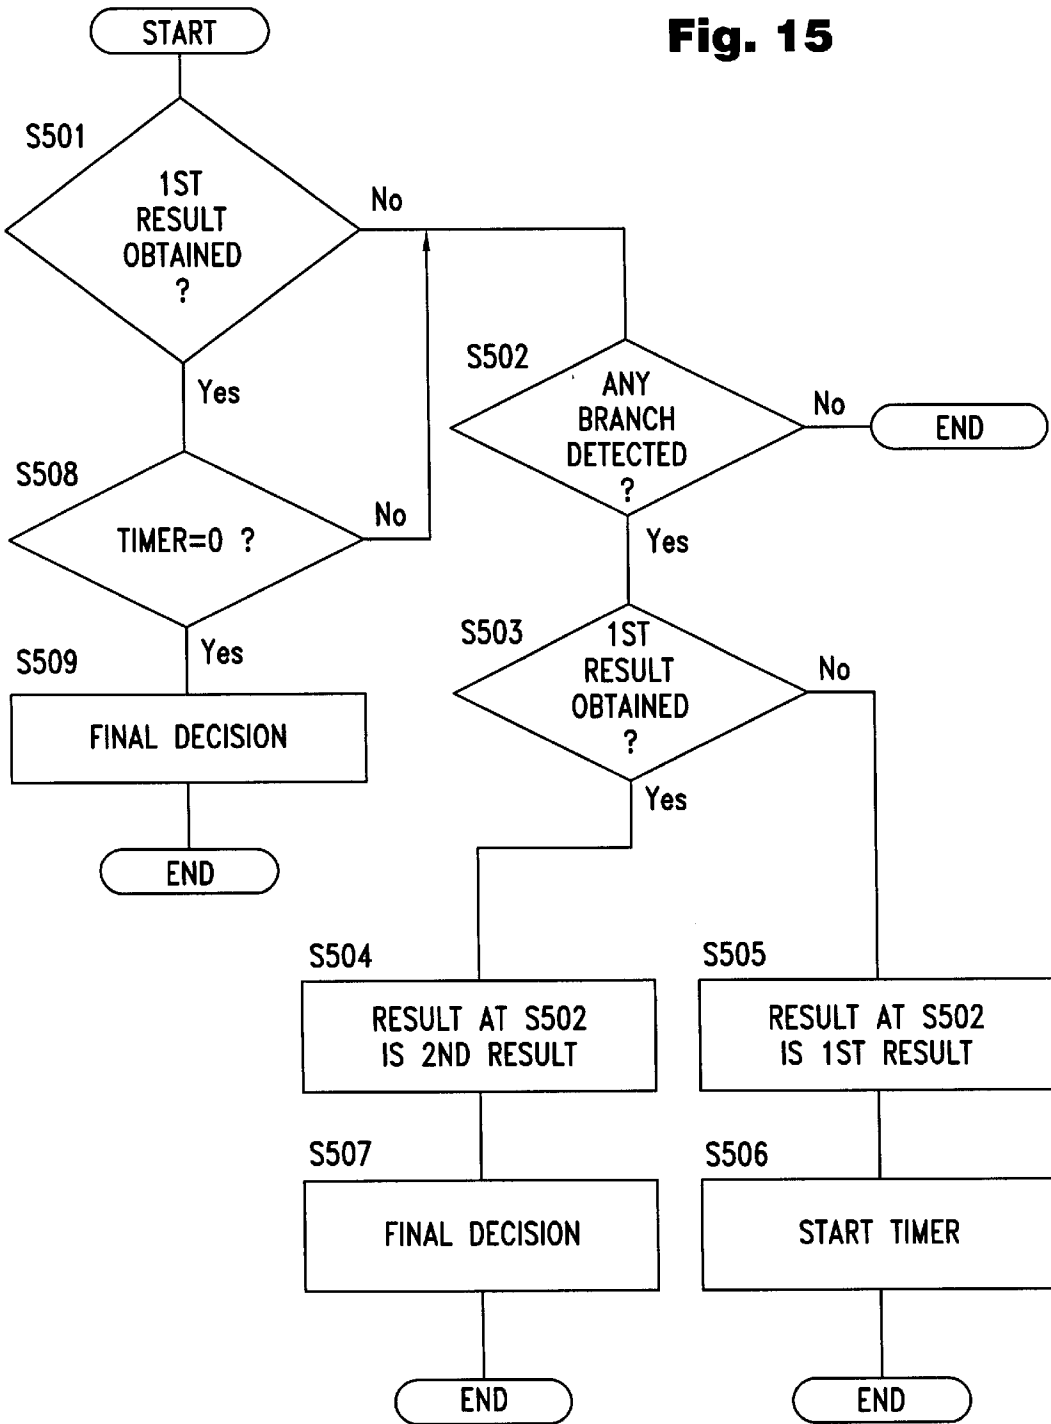 START
Fig. 15
S501
1ST
RESULT
OBTAINED
?
No
Yes
S508
TIMER=0 ?
No
Yes
S509
FINAL DECISION
END
S502
ANY
BRANCH
DETECTED
?
No
END
Yes
S503
1ST
RESULT
OBTAINED
?
No
Yes
S504
RESULT AT S502
IS 2ND RESULT
S507
FINAL DECISION
END
S505
RESULT AT S502
IS 1ST RESULT
S506
START TIMER
END